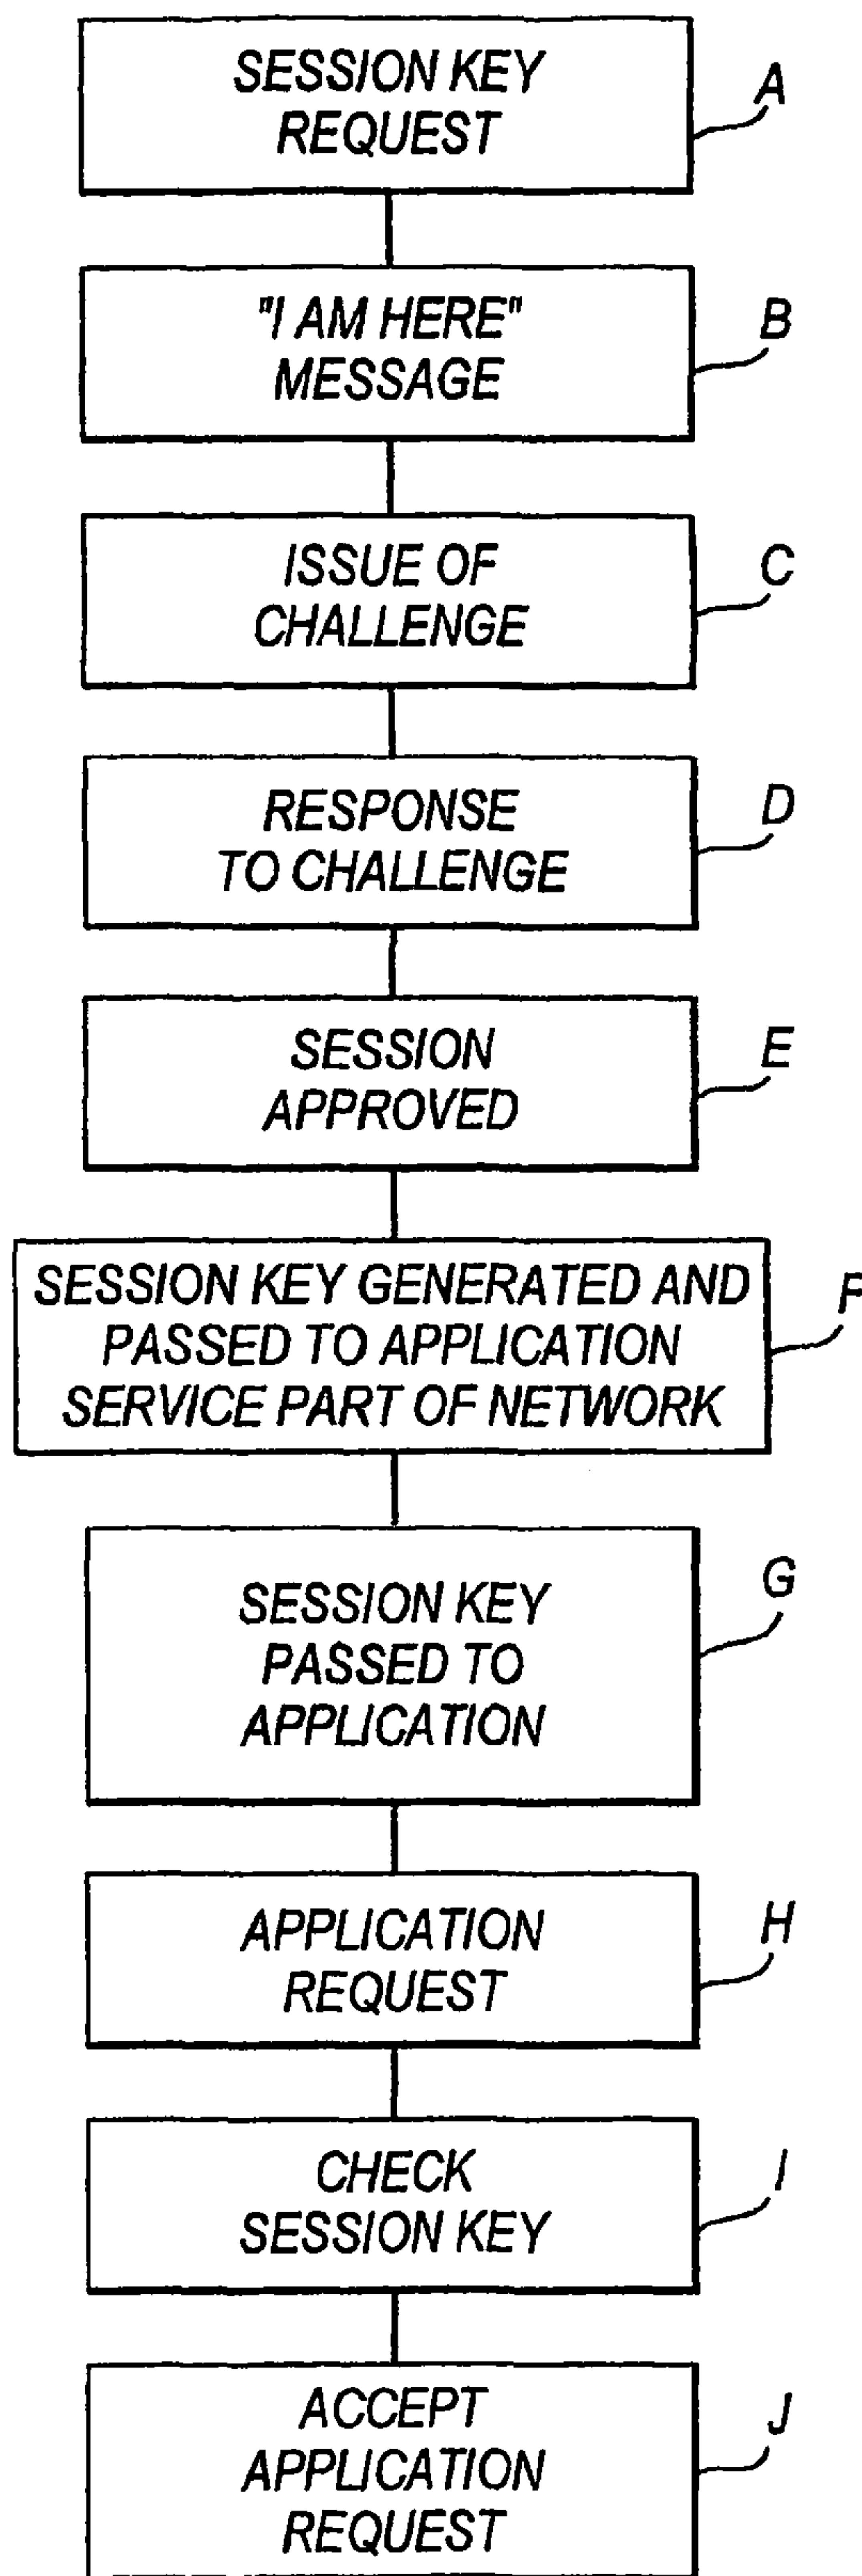 SESSION KEY
REQUEST
A
"I AM HERE"
MESSAGE
B
ISSUE OF
CHALLENGE
C
RESPONSE
TO CHALLENGE
D
SESSION
APPROVED
E
SESSION KEY GENERATED AND
PASSED TO APPLICATION
SERVICE PART OF NETWORK
F
SESSION KEY
PASSED TO
APPLICATION
G
APPLICATION
REQUEST
H
CHECK
SESSION KEY
I
ACCEPT
APPLICATION
REQUEST
J